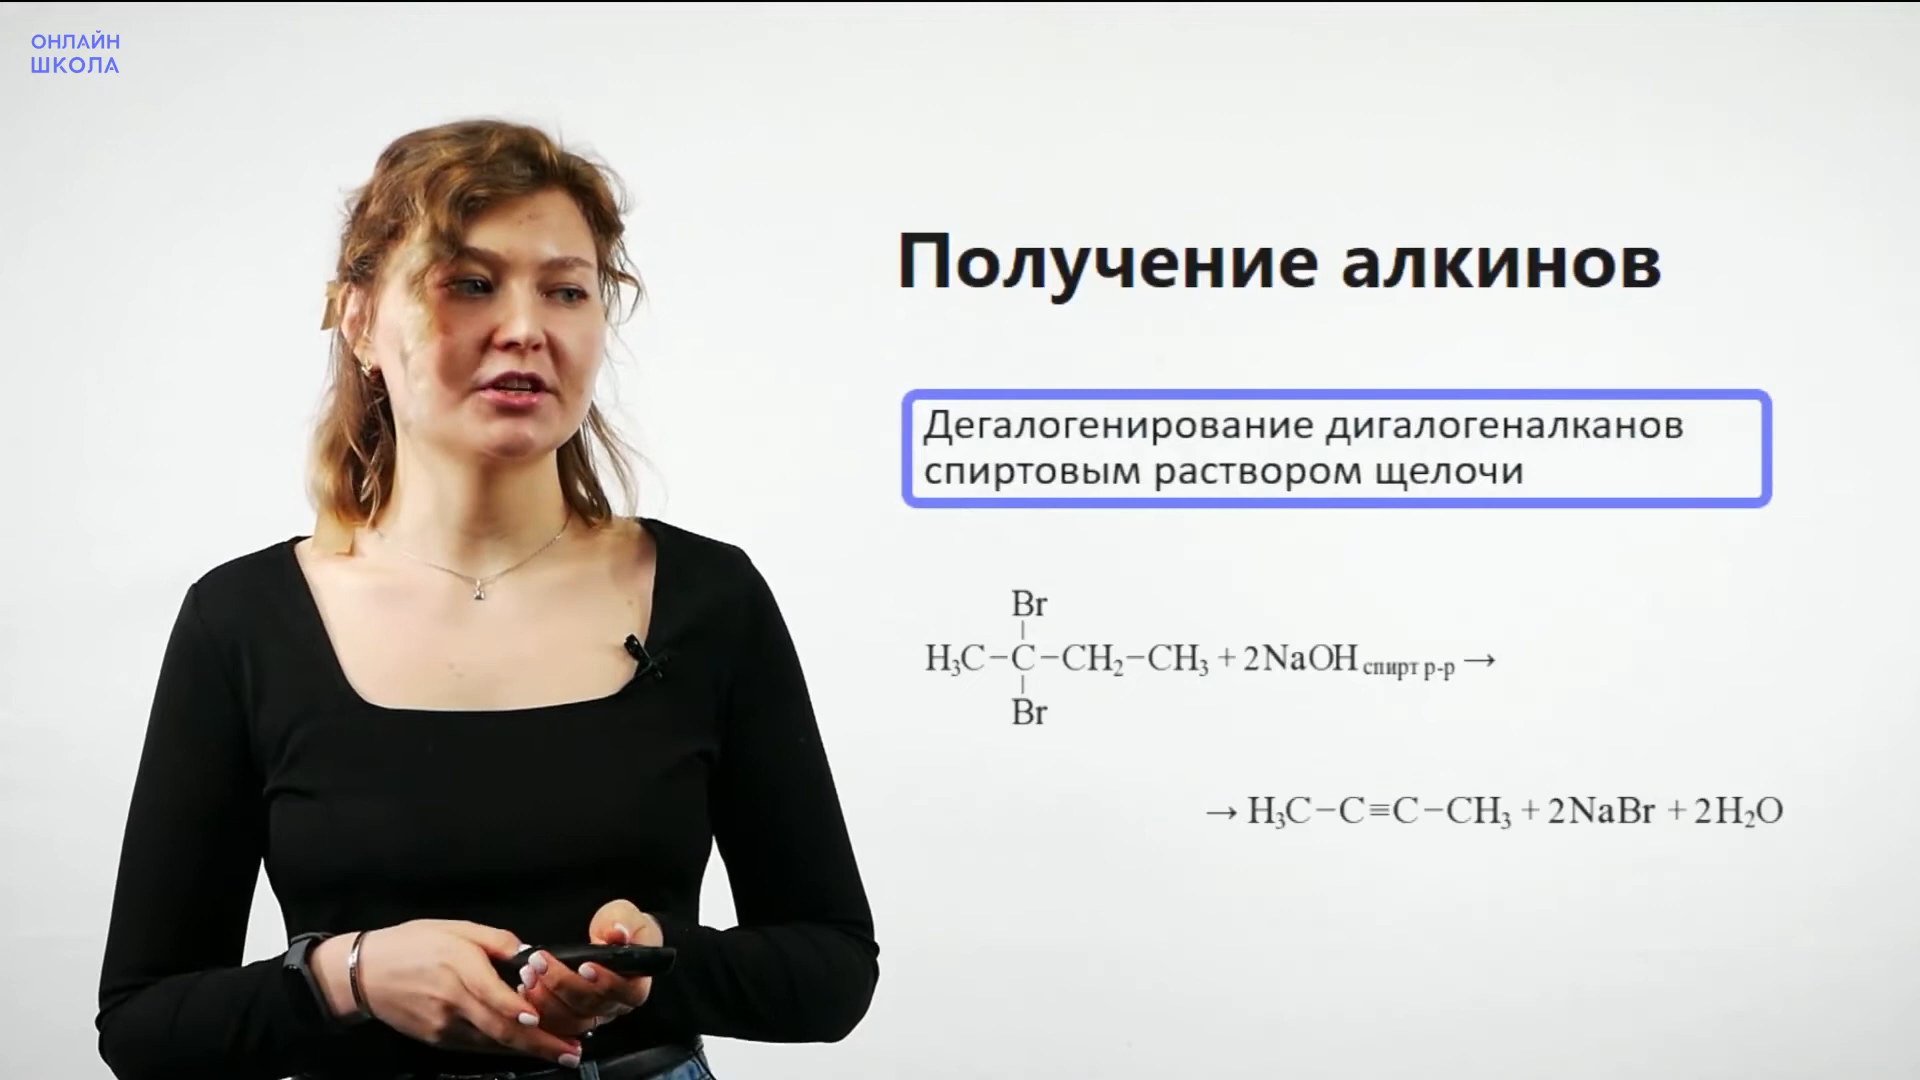 ОНЛАЙН
ШКОЛА
Получение алкинов
Дегалогенирование дигалогеналканов
спиртовым раствором щелочи
Br
H₃C−C−CH₂−CH₃ + 2NaOH спирт р-р →
Br
→ H₃C−C≡C−CH₃ + 2NaBr + 2H₂O